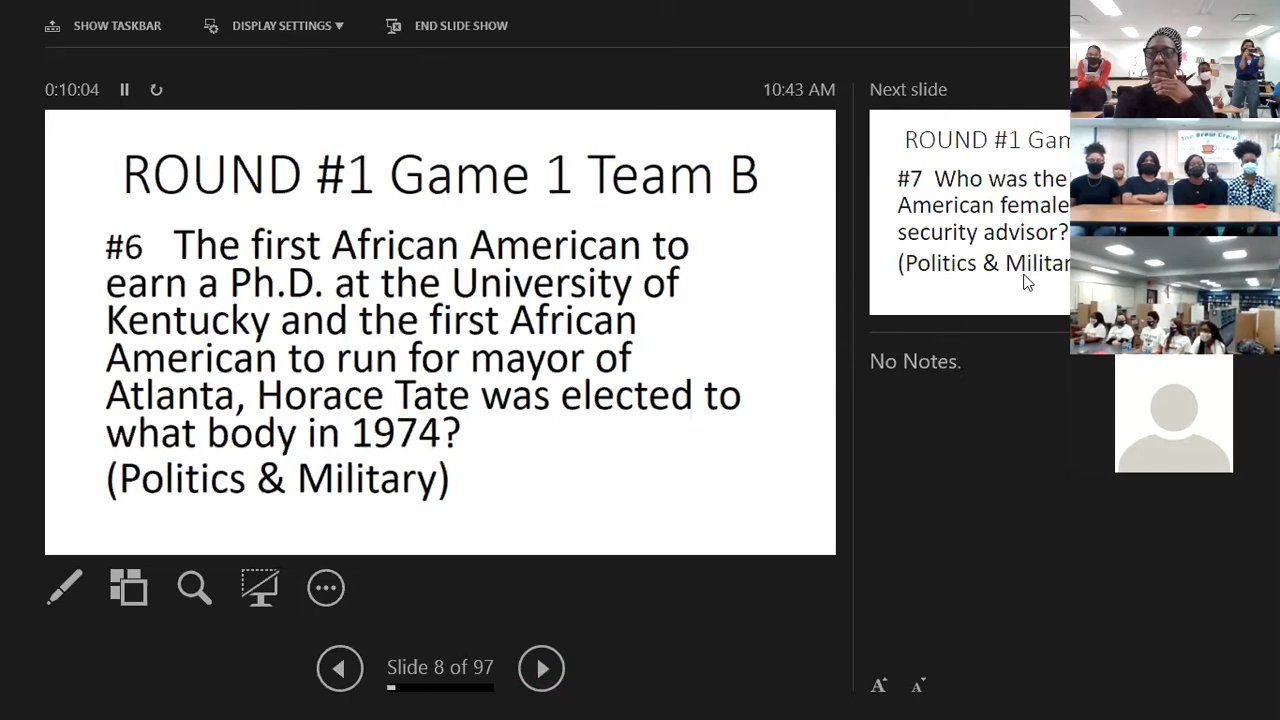 SHOW TASKBAR
DISPLAY SETTINGS ▼
END SLIDE SHOW
0:10:04
10:43 AM
ROUND #1 Game 1 Team B
#6 The first African American to
earn a Ph.D. at the University of
Kentucky and the first African
American to run for mayor of
Atlanta, Horace Tate was elected to
what body in 1974?
(Politics & Military)
Next slide
ROUND #1 Gam
#7 Who was the
American female
security advisor?
(Politics & Militar
No Notes.
the Brew Crew
Slide 8 of 97
A A